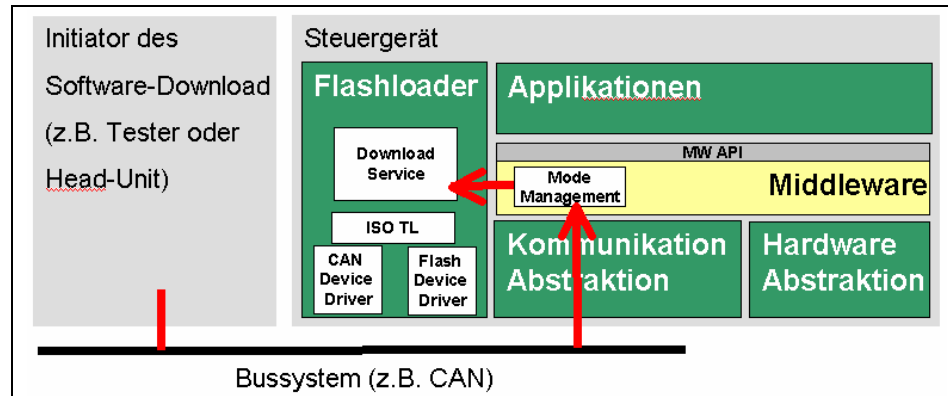 Initiator des
Software-Download
(z.B. Tester oder
Head-Unit)
Steuergerät
Flashloader
Download
Service
ISO TL
CAN
Device
Driver
Flash
Device
Driver
Applikationen
MW API
Mode
Management
Middleware
Kommunikation
Abstraktion
Hardware
Abstraktion
Bussystem (z.B. CAN)